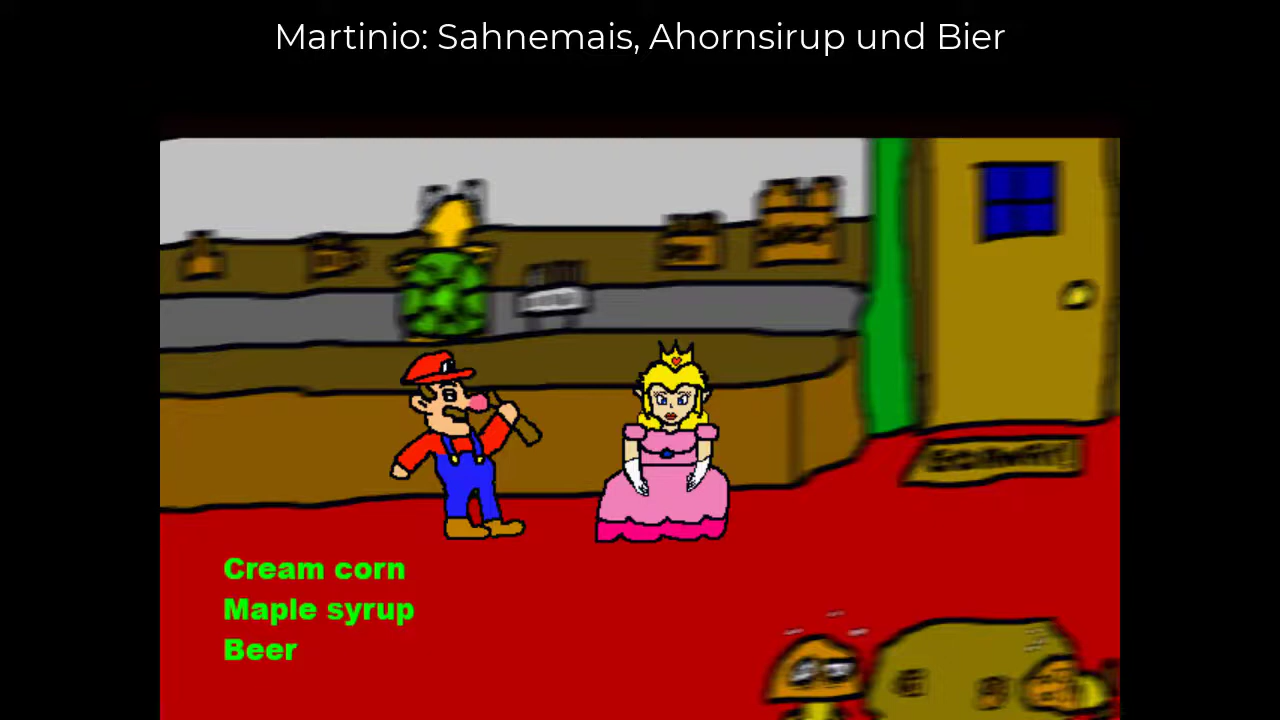 Martinio: Sahnemais, Ahornsirup und Bier
Cream corn
Maple syrup
Beer